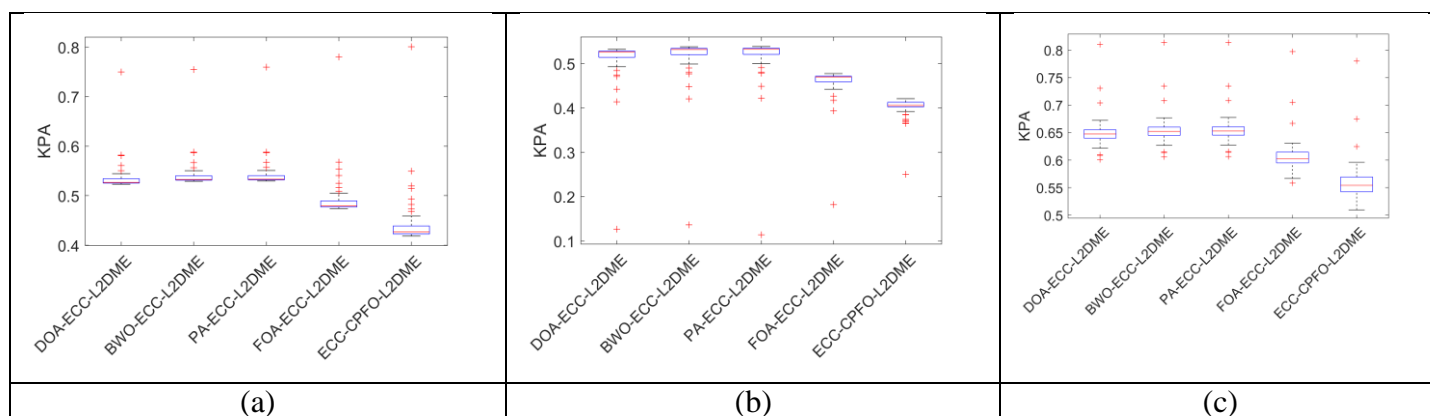 0.8
0.7
0.6
0.5
0.4
KPA
DOA-ECC-L2DME
BWO-ECC-L2DME
PA-ECC-L2DME
FOA-ECC-L2DME
ECC-CPFO-L2DME
0.5
0.4
0.3
0.2
0.1
KPA
DOA-ECC-L2DME
BWO-ECC-L2DME
PA-ECC-L2DME
FOA-ECC-L2DME
ECC-CPFO-L2DME
0.8
0.75
0.7
0.65
0.6
0.55
0.5
KPA
DOA-ECC-L2DME
BWO-ECC-L2DME
PA-ECC-L2DME
FOA-ECC-L2DME
ECC-CPFO-L2DME
(a)
(b)
(c)